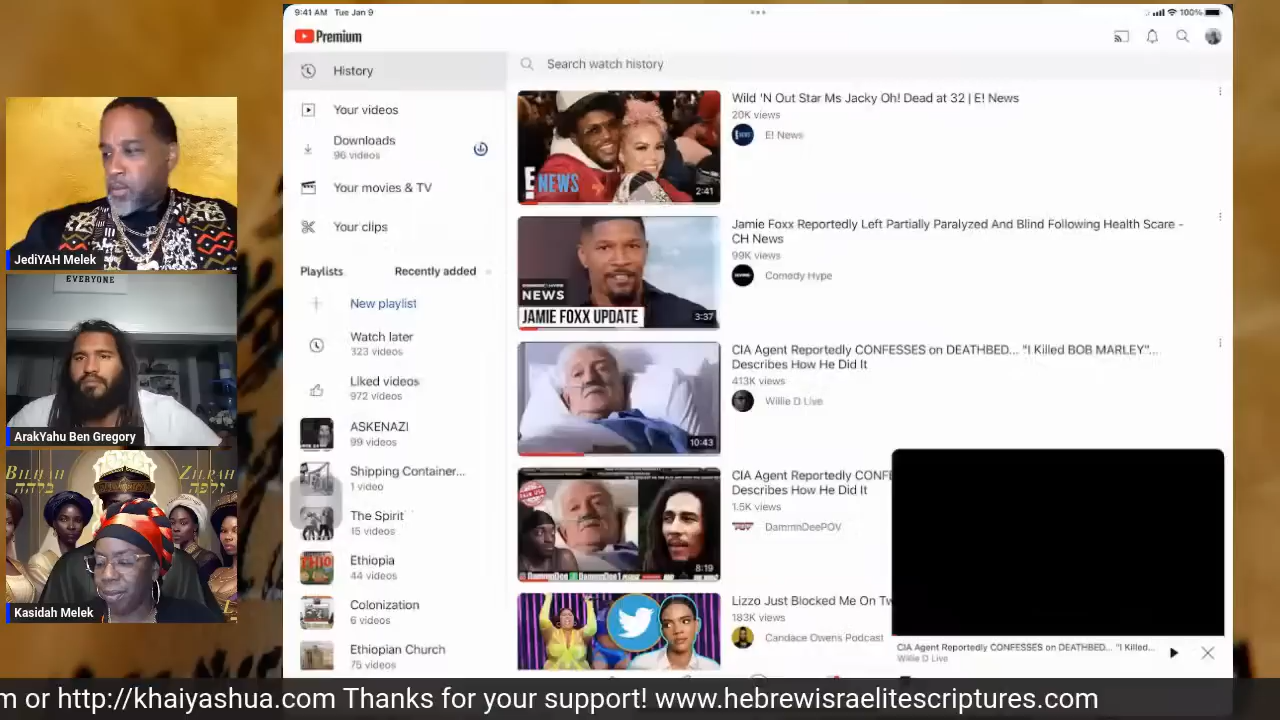 9:41 AM Tue Jan 9
100%
Premium
History
Your videos
Downloads
96 videos
Your movies & TV
Your clips
Playlists
Recently added
New playlist
Watch later
323 videos
Liked videos
972 videos
ASKENAZI
99 videos
Shipping Container...
1 video
The Spirit
15 videos
Ethiopia
44 videos
Colonization
6 videos
Ethiopian Church
75 videos
Search watch history
E! NEWS
2:41
Wild 'N Out Star Ms Jacky Oh! Dead at 32 | E! News
20K views
E! News
NEWS
JAMIE FOXX UPDATE
3:37
Jamie Foxx Reportedly Left Partially Paralyzed And Blind Following Health Scare -
CH News
99K views
Comedy Hype
10:43
CIA Agent Reportedly CONFESSES on DEATHBED... "I Killed BOB MARLEY"...
Describes How He Did It
413K views
Willie D Live
8:19
CIA Agent Reportedly CONFE
Describes How He Did It
1.5K views
DammnDeePOV
Lizzo Just Blocked Me On Tw
183K views
Candace Owens Podcast
CIA Agent Reportedly CONFESSES on DEATHBED... "I Killed...
Willie D Live
JediYAH Melek
EVERYONE
ArakYahu Ben Gregory
BILHAH
ZILPAH
בלהה
זלפה
Kasidah Melek
m or http://khaiyashua.com Thanks for your support! www.hebrewisraelitescriptures.com